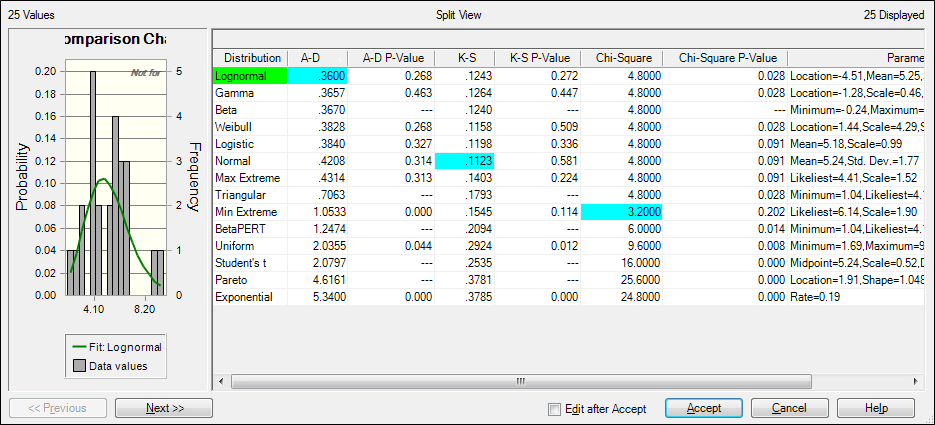 25 Values Split View 25 Displayed
omparison Cha
Not for
Probability
0.20
0.18
0.16
0.14
0.12
0.10
0.08
0.06
0.04
0.02
0.00
5
4
3
2
1
0
Frequency
4.10 8.20
Fit: Lognormal
Data values
Distribution A-D A-D P-Value K-S K-S P-Value Chi-Square Chi-Square P-Value Parame
Lognormal .3600 0.268 .1243 0.272 4.8000 0.028 Location=-4.51,Mean=5.25,
Gamma .3657 0.463 .1264 0.447 4.8000 0.028 Location=-1.28,Scale=0.46,
Beta .3670 --- .1240 --- 4.8000 --- Minimum=-0.24,Maximum=
Weibull .3828 0.268 .1158 0.509 4.8000 0.028 Location=1.44,Scale=4.29,S
Logistic .3840 0.327 .1198 0.336 4.8000 0.091 Mean=5.18,Scale=0.99
Normal .4208 0.314 .1123 0.581 4.8000 0.091 Mean=5.24,Std. Dev.=1.77
Max Extreme .4314 0.313 .1403 0.224 4.8000 0.091 Likeliest=4.41,Scale=1.52
Triangular .7063 --- .1793 --- 4.8000 0.028 Minimum=1.04,Likeliest=4.
Min Extreme 1.0533 0.000 .1545 0.114 3.2000 0.202 Likeliest=6.14,Scale=1.90
BetaPERT 1.2474 --- .2094 --- 6.0000 0.014 Minimum=1.04,Likeliest=4.
Uniform 2.0355 0.044 .2924 0.012 9.6000 0.008 Minimum=1.69,Maximum=9
Student's t 2.0797 --- .2535 --- 16.0000 0.000 Midpoint=5.24,Scale=0.52,D
Pareto 4.6161 --- .3781 --- 25.6000 0.000 Location=1.91,Shape=1.048
Exponential 5.3400 0.000 .3785 0.000 24.8000 0.000 Rate=0.19
<< Previous Next >> Edit after Accept Accept Cancel Help